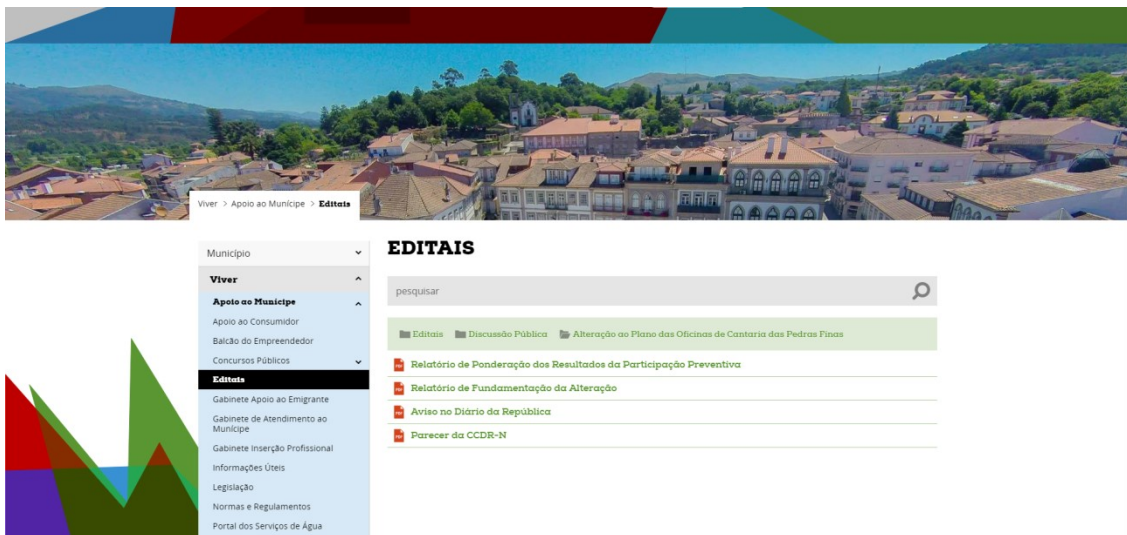 Viver > Apoio ao Munícipe > Editais
Município
Viver
Apoio ao Munícipe
Apoio ao Consumidor
Balcão do Empreendedor
Concursos Públicos
Editais
Gabinete Apoio ao Emigrante
Gabinete de Atendimento ao
Munícipe
Gabinete Inserção Profissional
Informações Úteis
Legislação
Normas e Regulamentos
Portal dos Serviços de Água
EDITAIS
pesquisar
Editais Discussão Pública Alteração ao Plano das Oficinas de Cantaria das Pedras Finas
Relatório de Ponderação dos Resultados da Participação Preventiva
Relatório de Fundamentação da Alteração
Aviso no Diário da República
Parecer da CCDR-N